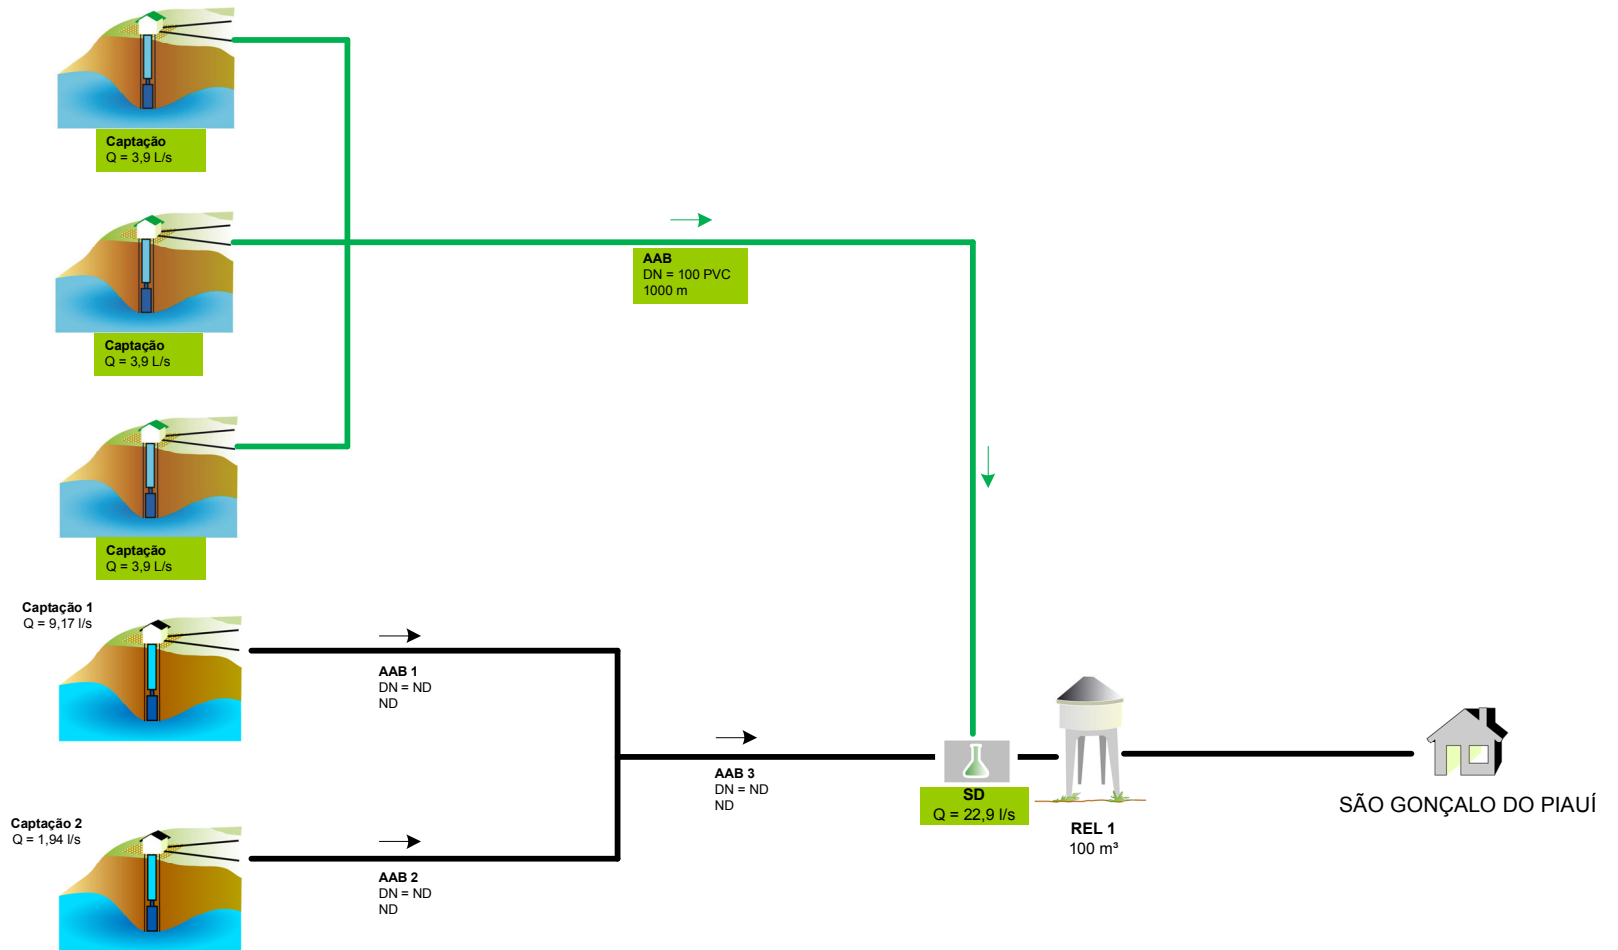 Captação
Q = 3,9 L/s
AAB
DN = 100 PVC
1000 m
Captação
Q = 3,9 L/s
Captação
Q = 3,9 L/s
Captação 1
Q = 9,17 l/s
AAB 1
DN = ND
ND
AAB 3
DN = ND
ND
SD
Q = 22,9 l/s
REL 1
100 m³
SÃO GONÇALO DO PIAUÍ
Captação 2
Q = 1,94 l/s
AAB 2
DN = ND
ND